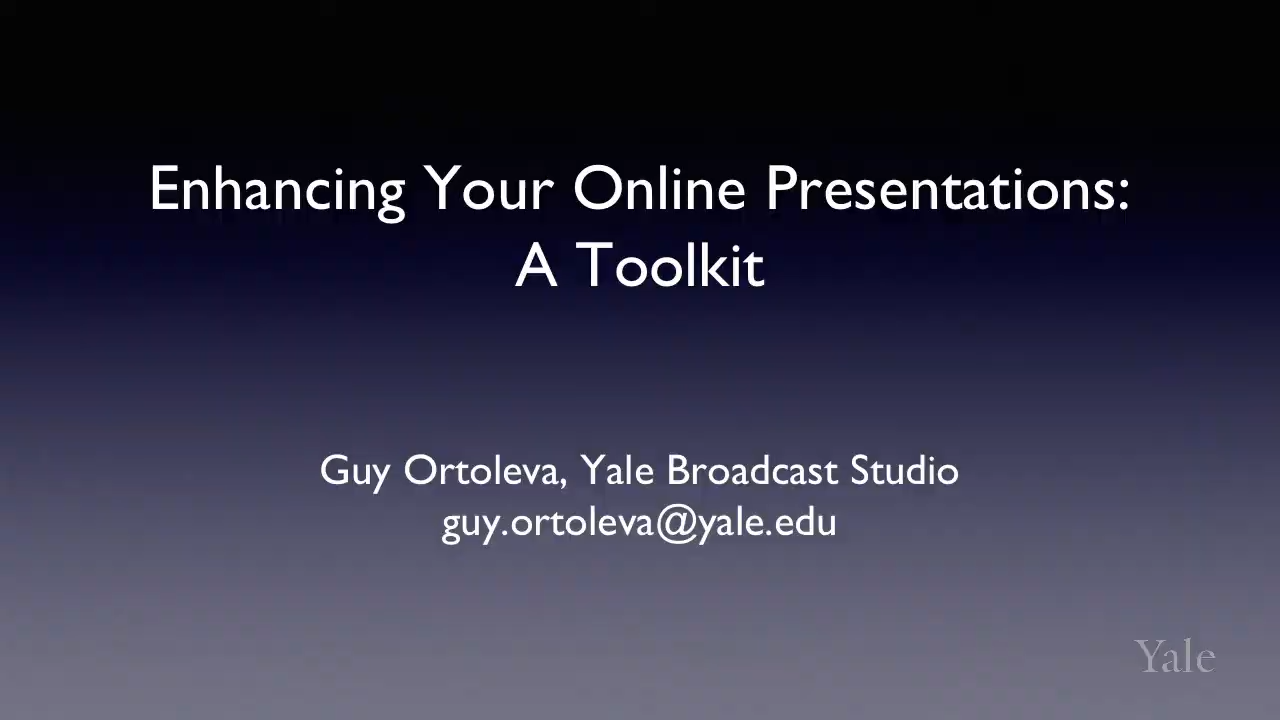 Enhancing Your Online Presentations:
A Toolkit
Guy Ortoleva, Yale Broadcast Studio
guy.ortoleva@yale.edu
Yale